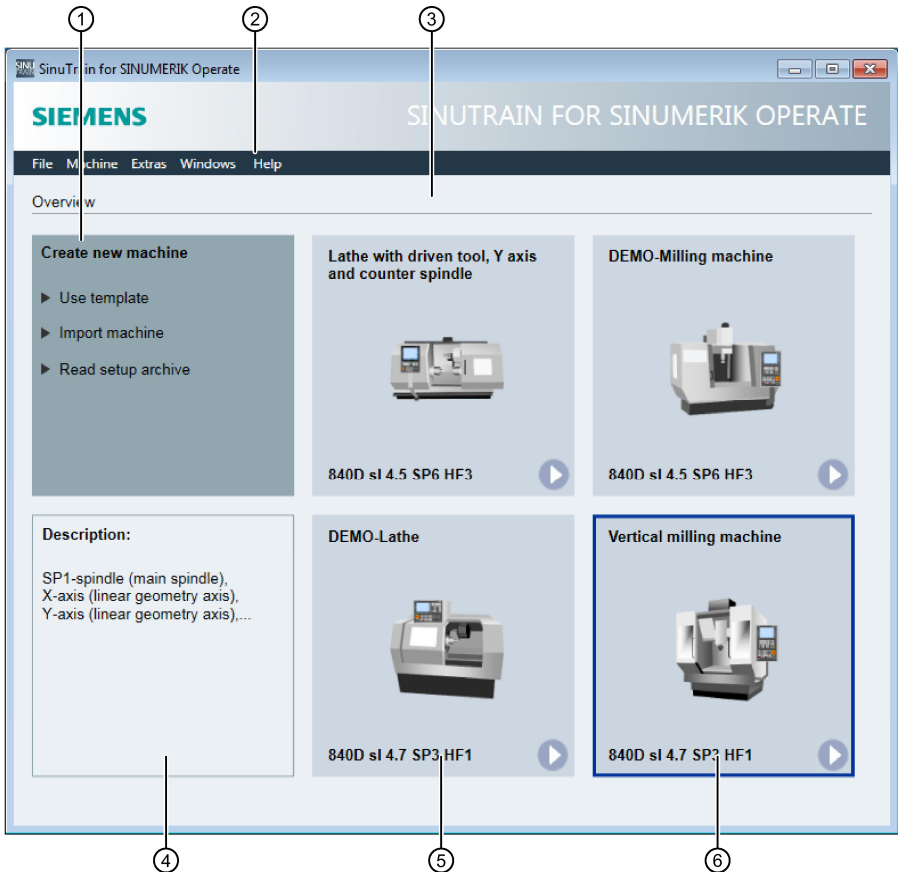 1 2 3
SinuTrain for SINUMERIK Operate
SIEMENS
SINUTRAIN FOR SINUMERIK OPERATE
File Machine Extras Windows Help
Overview
Create new machine
Use template
Import machine
Read setup archive
Lathe with driven tool, Y axis
and counter spindle
840D sl 4.5 SP6 HF3
DEMO-Milling machine
840D sl 4.5 SP6 HF3
Description:
SP1-spindle (main spindle),
X-axis (linear geometry axis),
Y-axis (linear geometry axis),...
DEMO-Lathe
840D sl 4.7 SP3 HF1
Vertical milling machine
840D sl 4.7 SP3 HF1
4 5 6